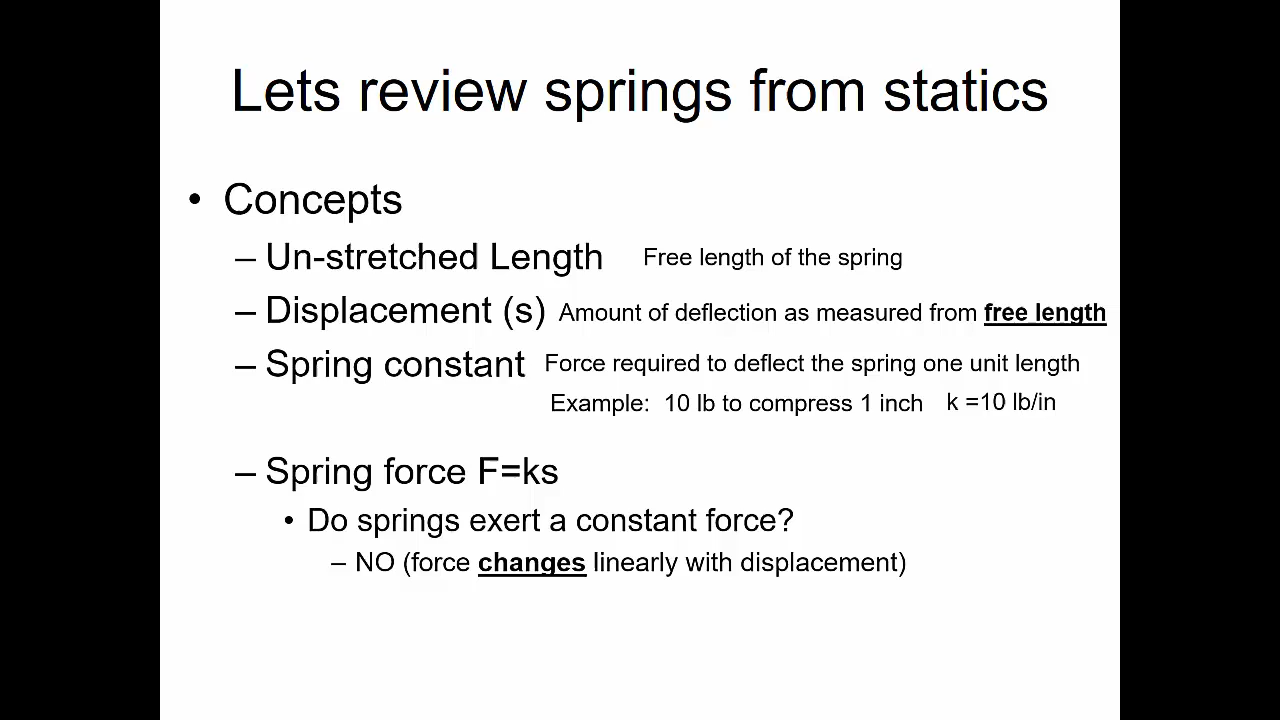 Lets review springs from statics
• Concepts
– Un-stretched Length Free length of the spring
– Displacement (s) Amount of deflection as measured from free length
– Spring constant Force required to deflect the spring one unit length
Example: 10 lb to compress 1 inch k =10 lb/in
– Spring force F=ks
• Do springs exert a constant force?
– NO (force changes linearly with displacement)